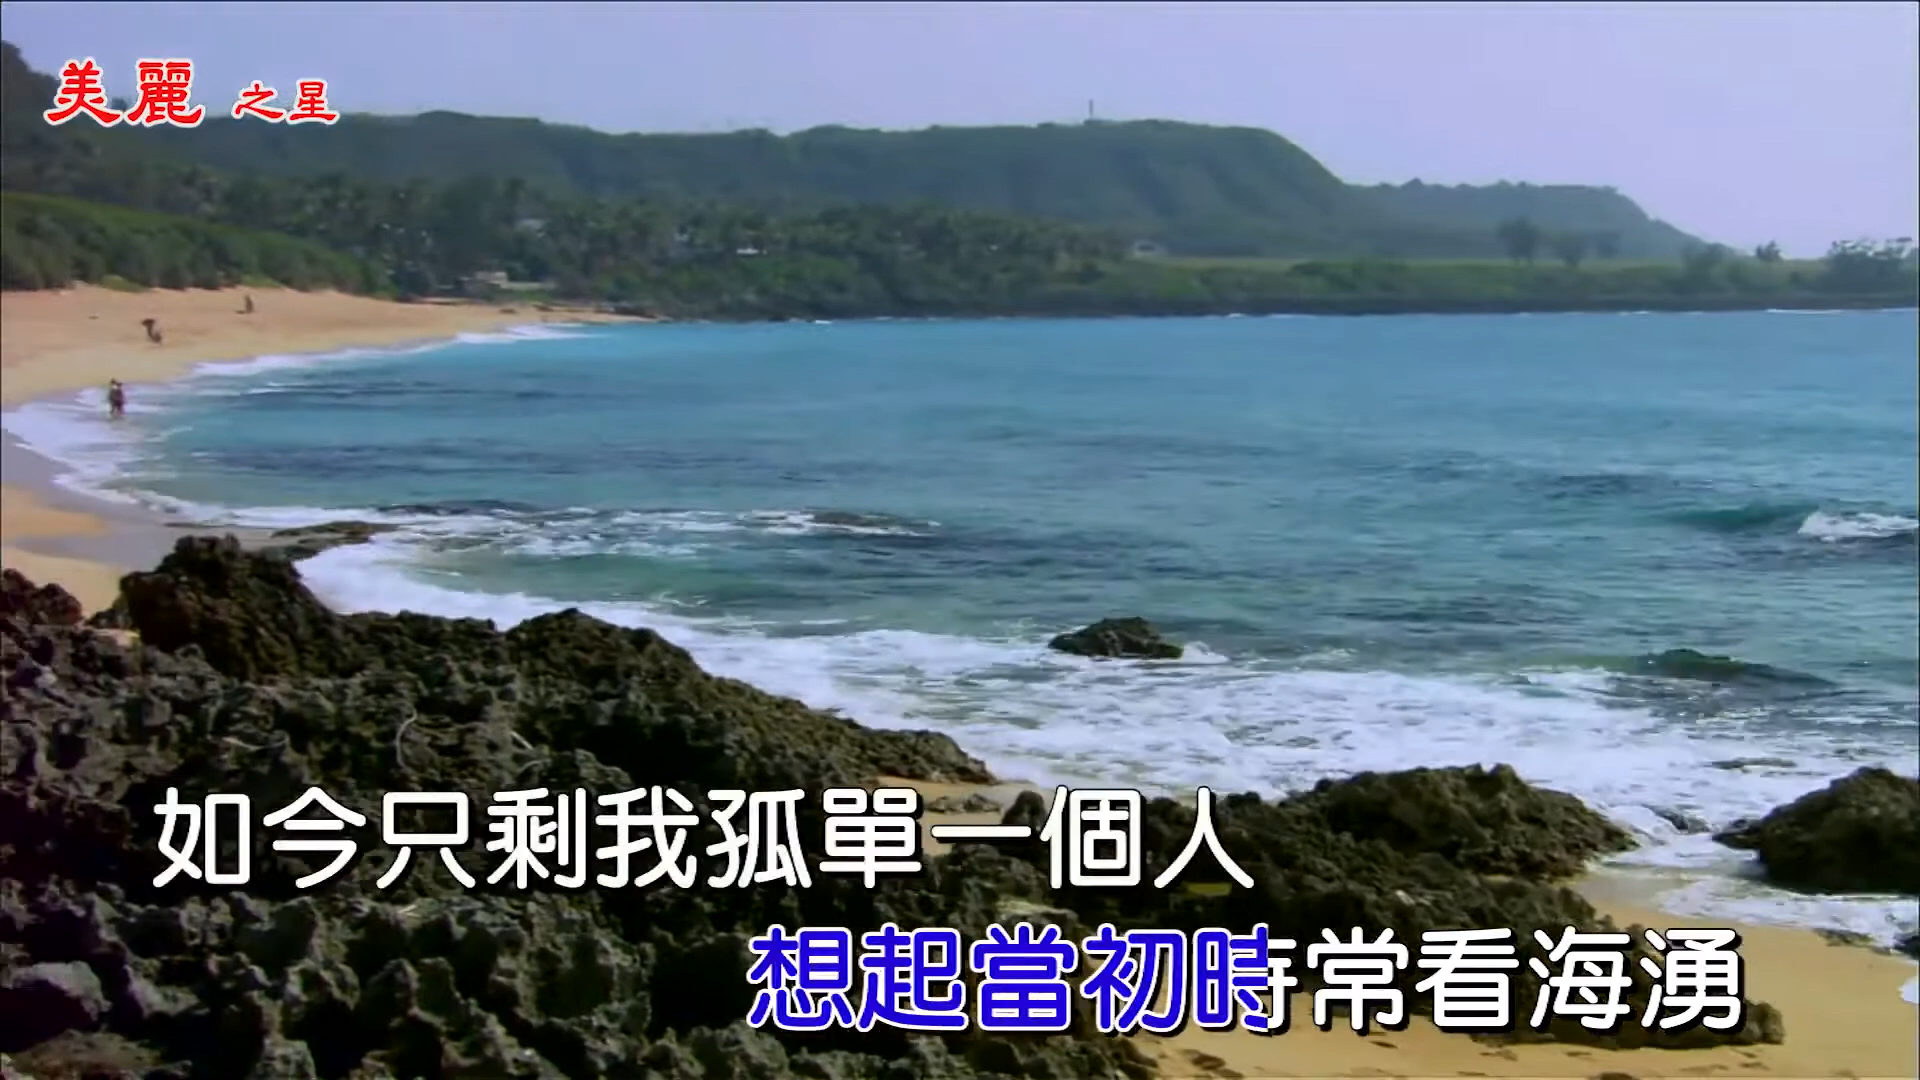 美麗之星
如今只剩我孤單一個人
想起當初時常看海湧